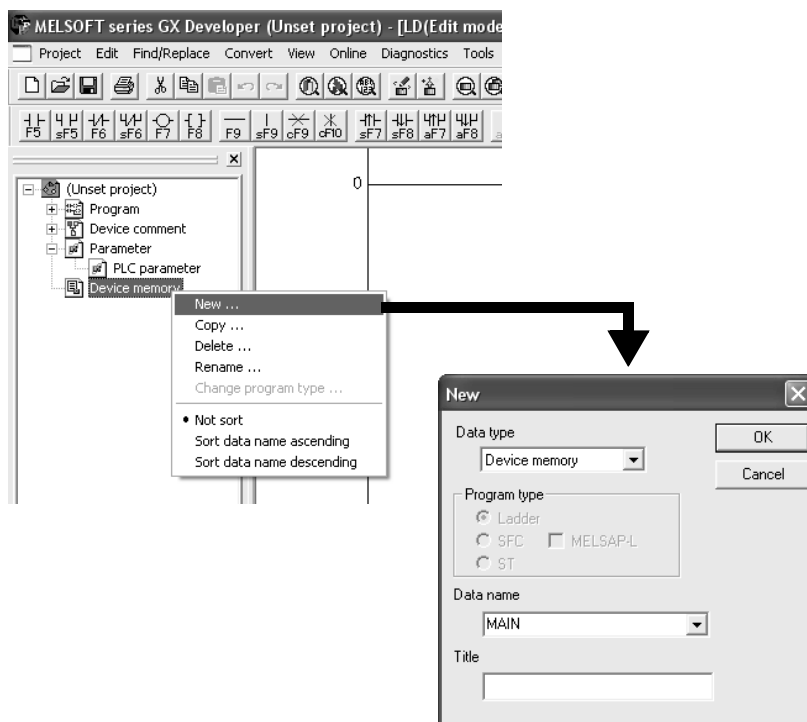 MELSOFT series GX Developer (Unset project) - [LD(Edit mode
Project Edit Find/Replace Convert View Online Diagnostics Tools
F5 sF5 F6 sF6 F7 F8 F9 sF9 cF9 cF10 sF7 sF8 aF7 aF8
(Unset project)
Program
Device comment
Parameter
PLC parameter
Device memory
0
New ...
Copy ...
Delete ...
Rename ...
Change program type ...
Not sort
Sort data name ascending
Sort data name descending
New
Data type
Device memory
OK
Cancel
Program type
Ladder
SFC MELSAP-L
ST
Data name
MAIN
Title